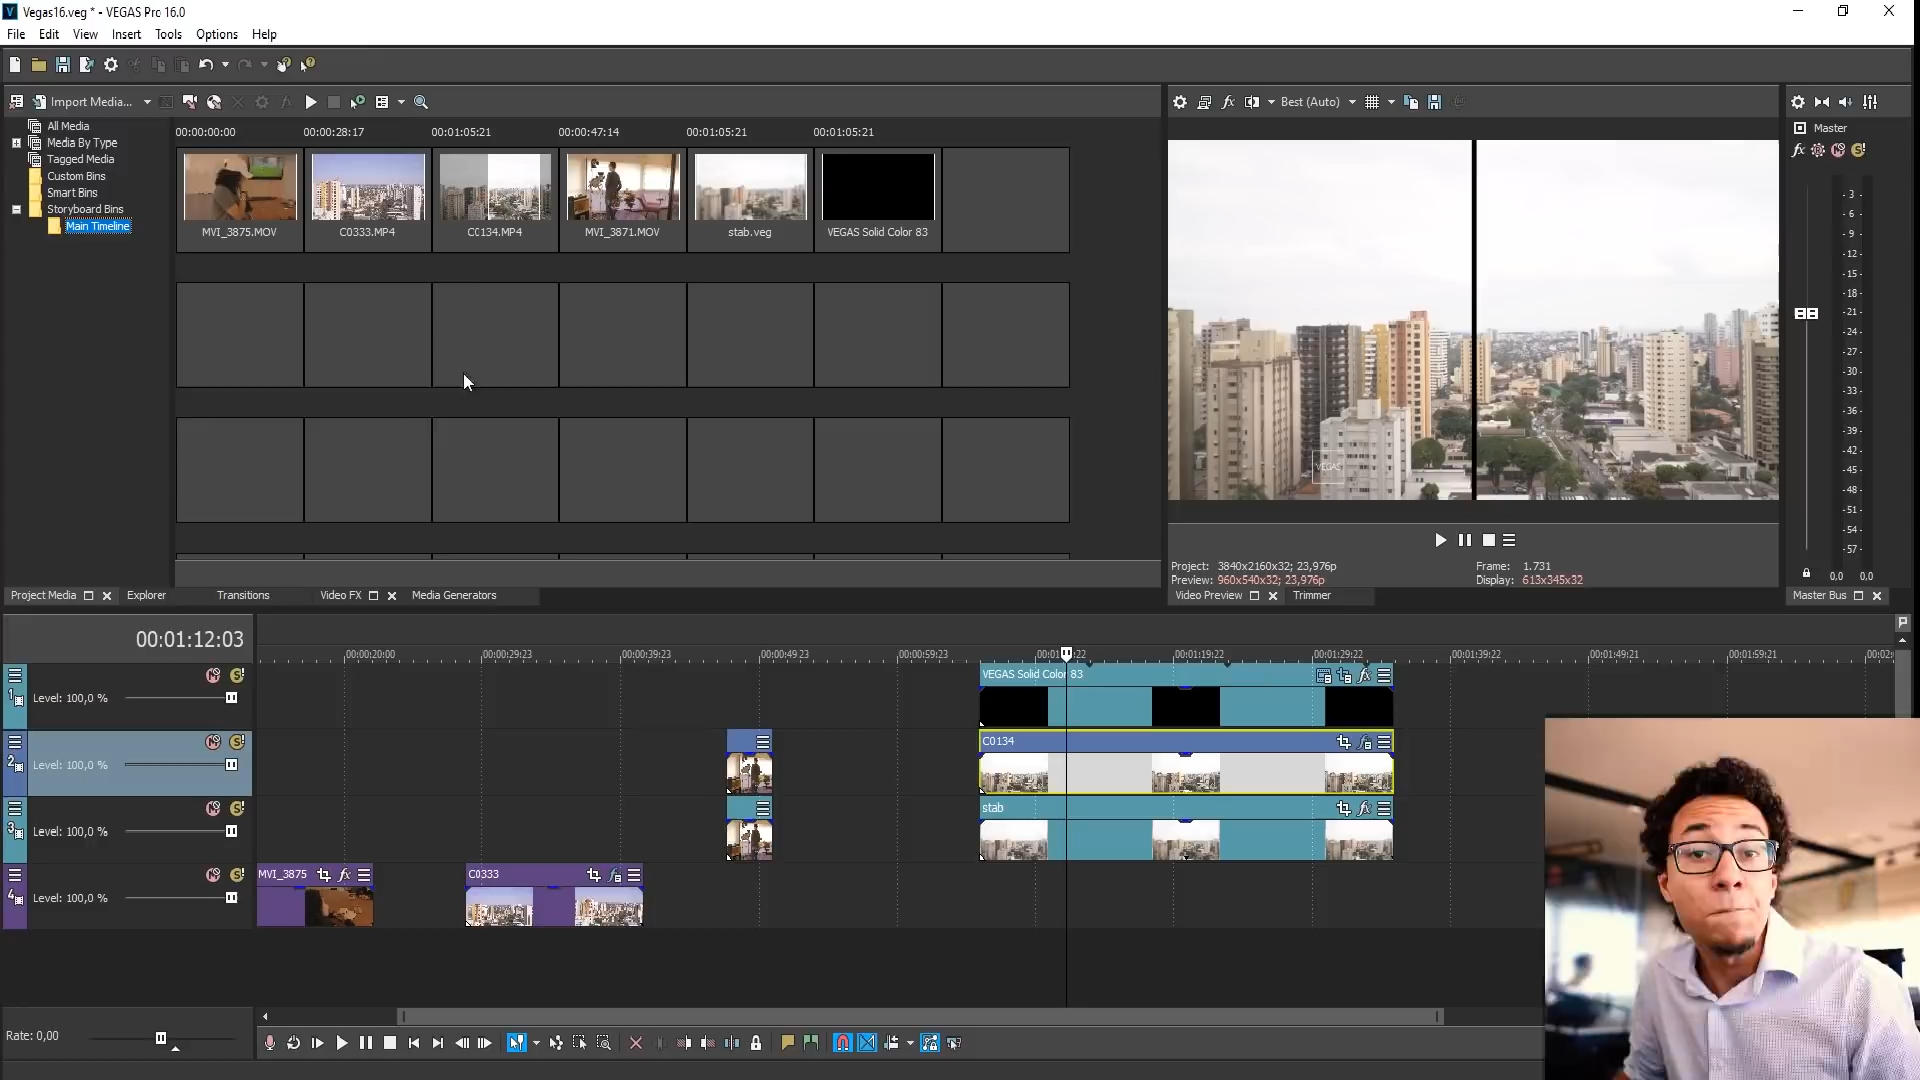 Vegas16.veg * - VEGAS Pro 16.0
File Edit View Insert Tools Options Help
Import Media...
All Media
Media By Type
Tagged Media
Custom Bins
Smart Bins
Storyboard Bins
Main Timeline
00:00:00:00 00:00:28:17 00:01:05:21 00:00:47:14 00:01:05:21 00:01:05:21
MVI_3875.MOV C0333.MP4 C0134.MP4 MVI_3871.MOV stab.veg VEGAS Solid Color 83
Project Media Explorer Transitions Video FX Media Generators
Best (Auto)
VEGAS
Project: 3840x2160x32; 23,976p Frame: 1.731
Preview: 960x540x32; 23,976p Display: 613x345x32
Video Preview Trimmer
Master
- 3 -
- 6 -
- 9 -
- 12 -
- 15 -
- 18 -
- 21 -
- 24 -
- 27 -
- 30 -
- 33 -
- 36 -
- 39 -
- 42 -
- 45 -
- 48 -
- 51 -
- 54 -
- 57 -
0,0 0,0
Master Bus
00:01:12:03
00:00:20:00 00:00:29:23 00:00:39:23 00:00:49:23 00:00:59:23 00:01:19:22 00:01:29:22 00:01:39:22 00:01:49:21 00:01:59:21
1 Level: 100,0 %
VEGAS Solid Color 83
2 Level: 100,0 %
C0134
3 Level: 100,0 %
stab
4 Level: 100,0 %
MVI_3875 C0333
Rate: 0,00